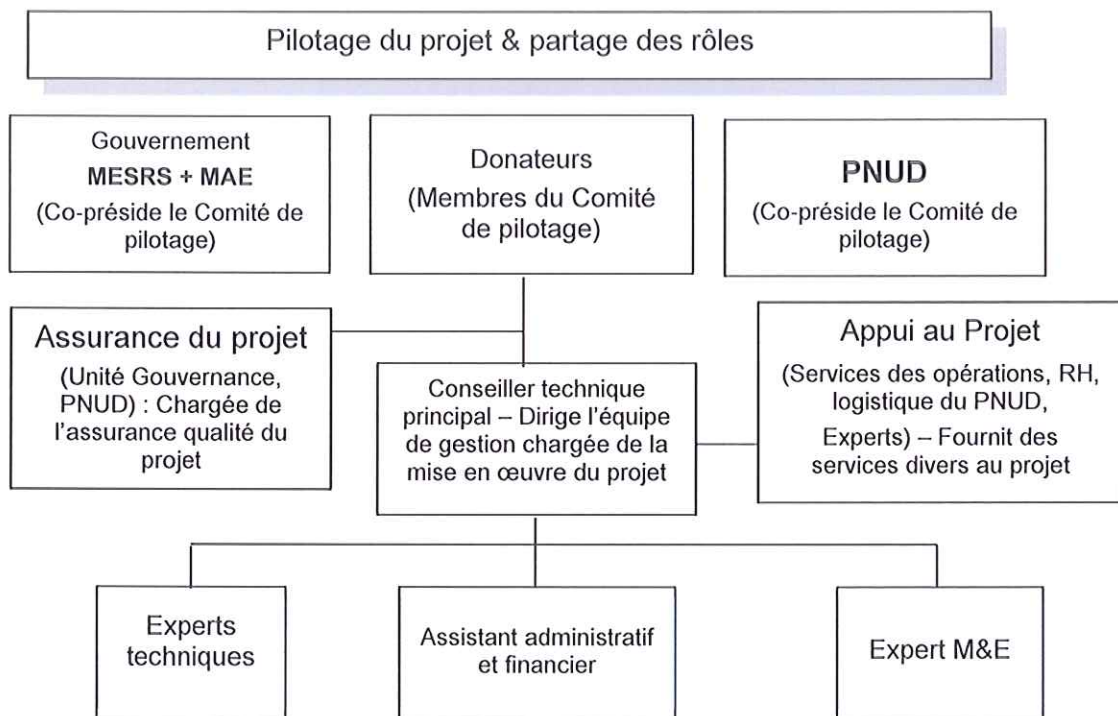 Pilotage du projet & partage des rôles
Gouvernement
MESRS + MAE
(Co-préside le Comité de
pilotage)
Donateurs
(Membres du Comité
de pilotage)
PNUD
(Co-préside le Comité de
pilotage)
Assurance du projet
(Unité Gouvernance,
PNUD) : Chargée de
l'assurance qualité du
projet
Conseiller technique
principal – Dirige l'équipe
de gestion chargée de la
mise en œuvre du projet
Appui au Projet
(Services des opérations, RH,
logistique du PNUD,
Experts) – Fournit des
services divers au projet
Experts
techniques
Assistant administratif
et financier
Expert M&E